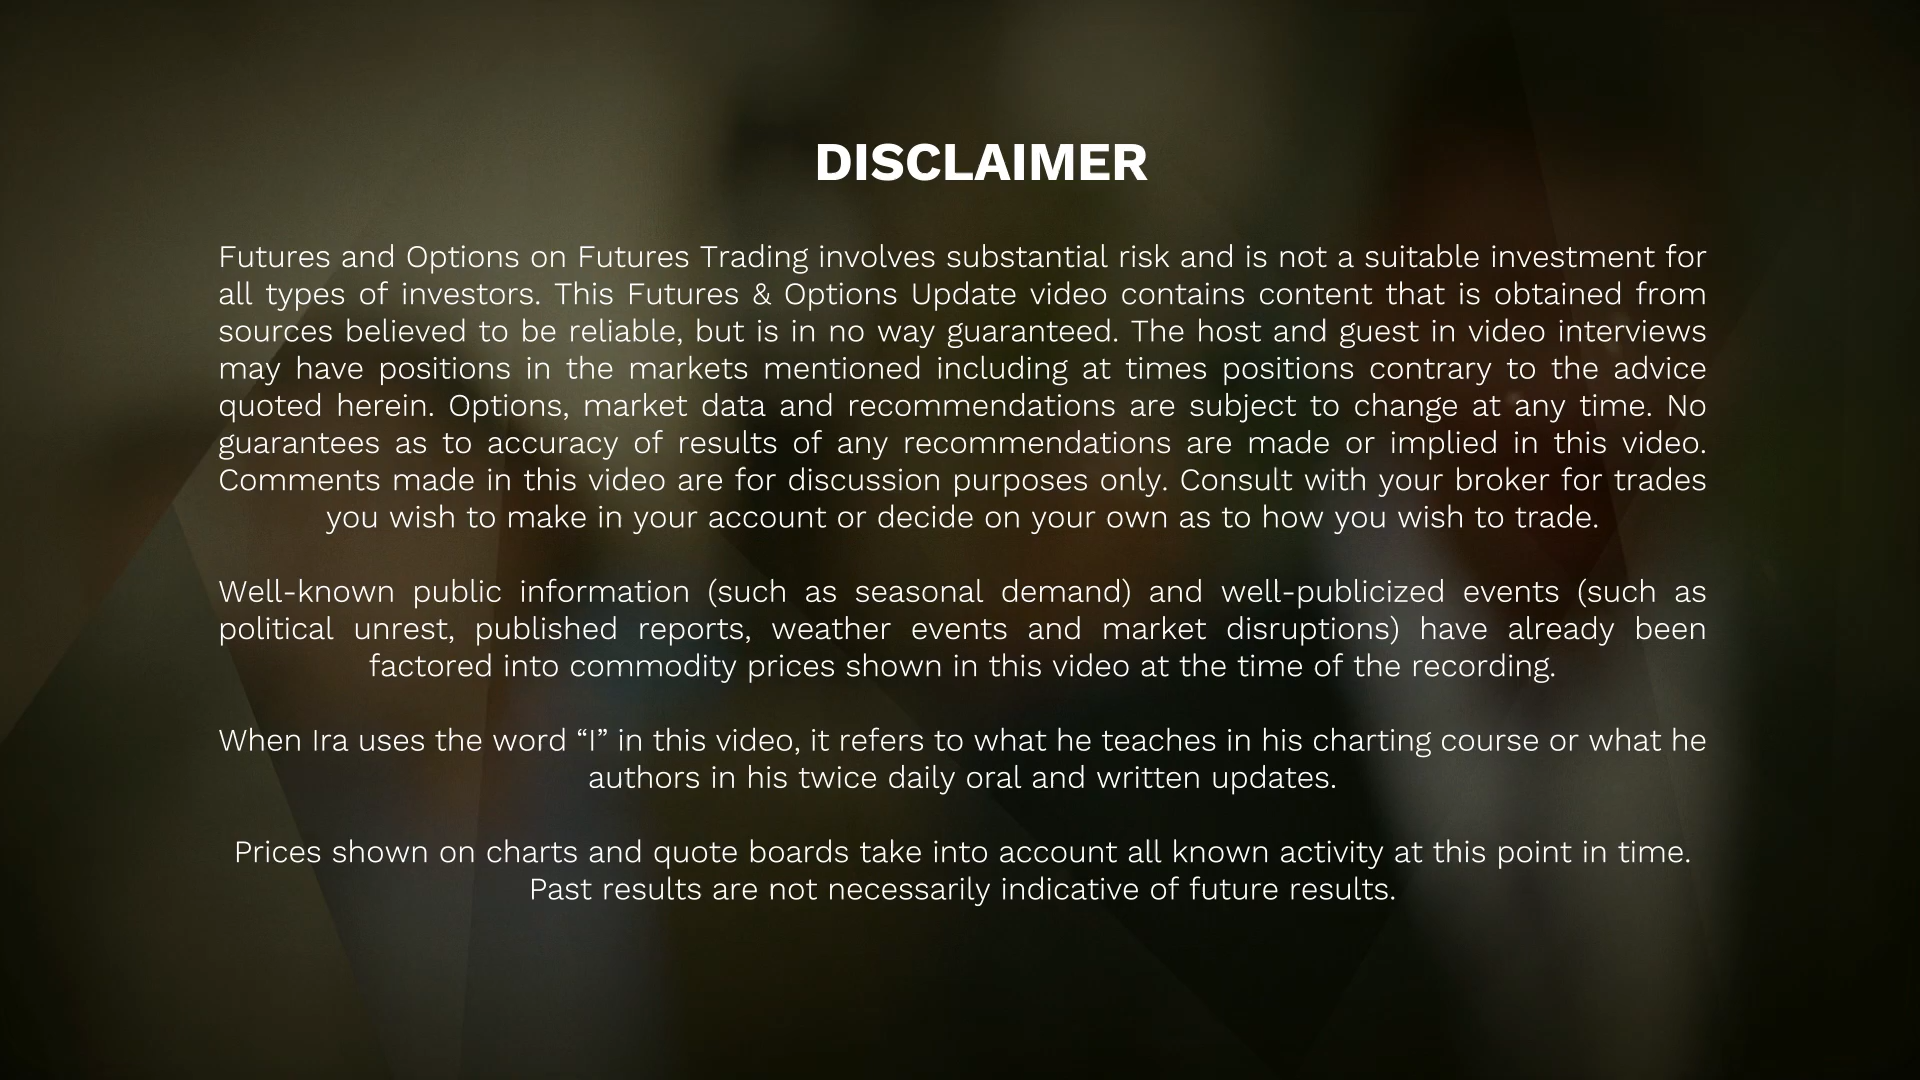 DISCLAIMER
Futures and Options on Futures Trading involves substantial risk and is not a suitable investment for
all types of investors. This Futures & Options Update video contains content that is obtained from
sources believed to be reliable, but is in no way guaranteed. The host and guest in video interviews
may have positions in the markets mentioned including at times positions contrary to the advice
quoted herein. Options, market data and recommendations are subject to change at any time. No
guarantees as to accuracy of results of any recommendations are made or implied in this video.
Comments made in this video are for discussion purposes only. Consult with your broker for trades
you wish to make in your account or decide on your own as to how you wish to trade.
Well-known public information (such as seasonal demand) and well-publicized events (such as
political unrest, published reports, weather events and market disruptions) have already been
factored into commodity prices shown in this video at the time of the recording.
When Ira uses the word “I” in this video, it refers to what he teaches in his charting course or what he
authors in his twice daily oral and written updates.
Prices shown on charts and quote boards take into account all known activity at this point in time.
Past results are not necessarily indicative of future results.